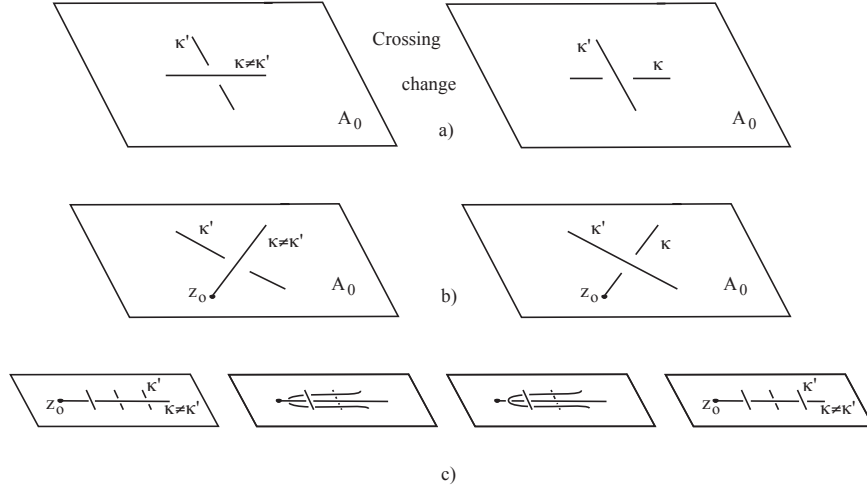 κ' Crossing κ'
κ≠κ' κ
change
A₀ A₀
a)
κ' κ≠κ' κ' κ
z₀ A₀ z₀ A₀
b)
κ' κ'
z₀ κ≠κ' z₀ κ≠κ'
c)